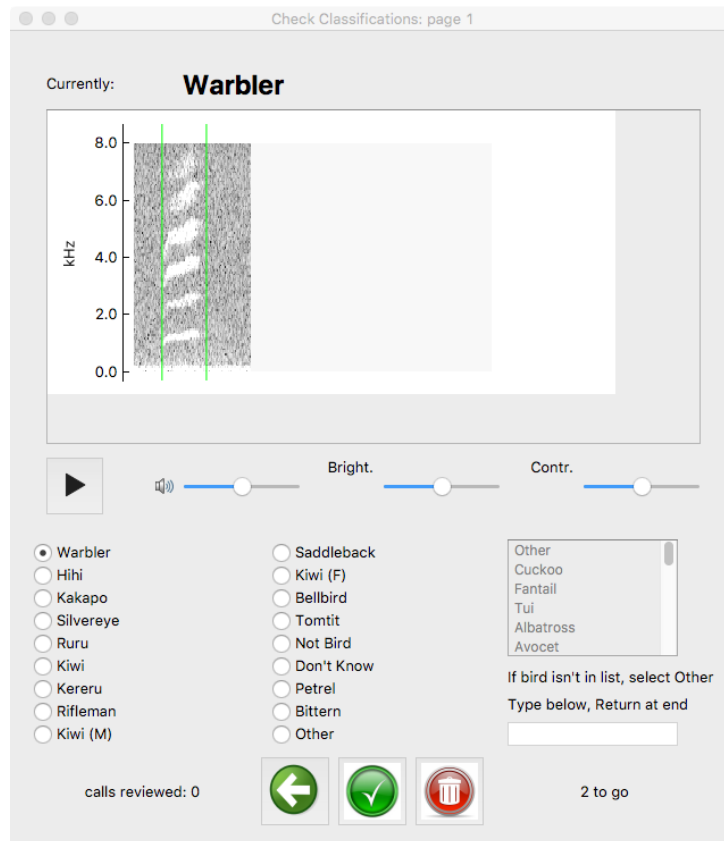 Check Classifications: page 1
Currently: Warbler
8.0
6.0
4.0
2.0
0.0
kHz
Bright.
Contr.
Warbler
Hihi
Kakapo
Silvereye
Ruru
Kiwi
Kereru
Rifleman
Kiwi (M)
Saddleback
Kiwi (F)
Bellbird
Tomtit
Not Bird
Don't Know
Petrel
Bittern
Other
Other
Cuckoo
Fantail
Tui
Albatross
Avocet
If bird isn't in list, select Other
Type below, Return at end
calls reviewed: 0
2 to go